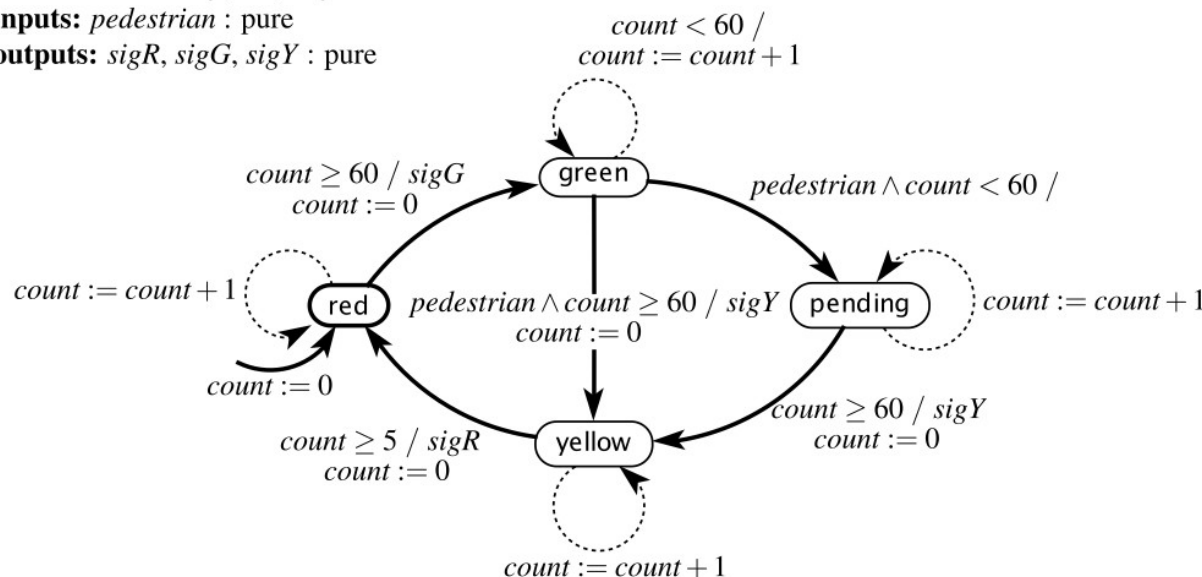 nputs: pedestrian : pure
outputs: sigR, sigG, sigY : pure
count < 60 /
count := count + 1
green
count ≥ 60 / sigG
count := 0
pedestrian ∧ count < 60 /
count := count + 1
red
pedestrian ∧ count ≥ 60 / sigY
count := 0
pending
count := count + 1
count := 0
count ≥ 5 / sigR
count := 0
yellow
count ≥ 60 / sigY
count := 0
count := count + 1